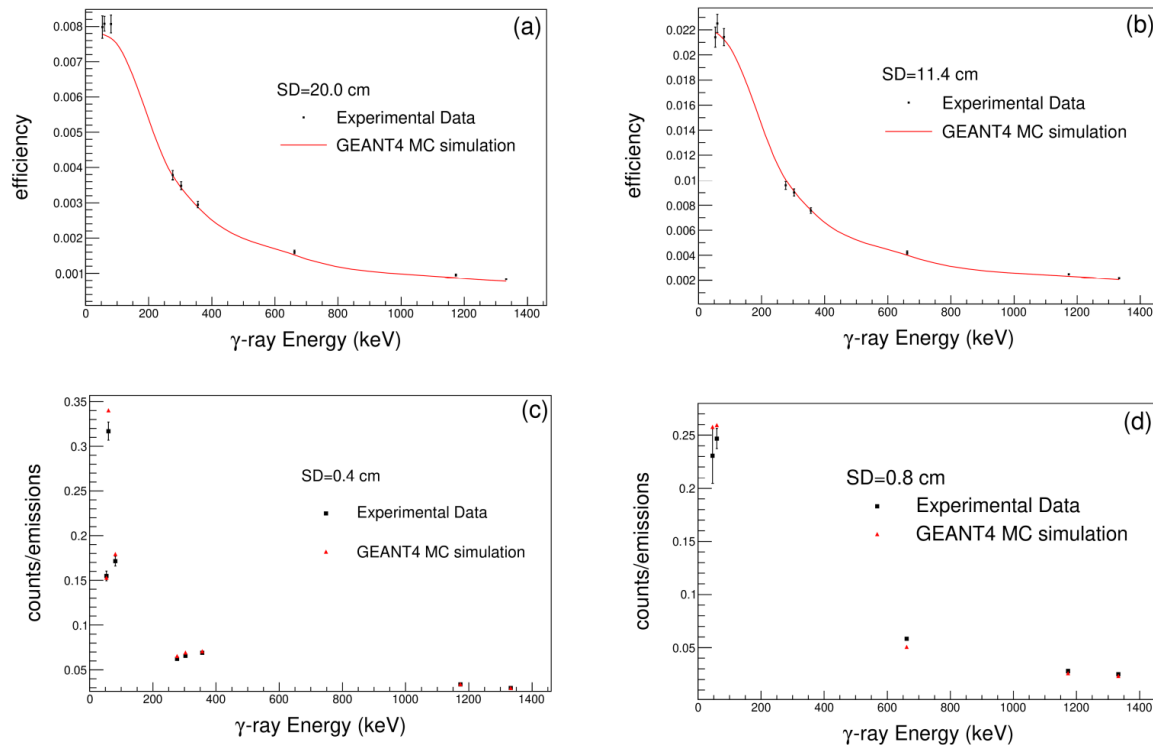 (a)
SD=20.0 cm
Experimental Data
GEANT4 MC simulation
efficiency
0.008
0.007
0.006
0.005
0.004
0.003
0.002
0.001
0 200 400 600 800 1000 1200 1400
γ-ray Energy (keV)
(b)
SD=11.4 cm
Experimental Data
GEANT4 MC simulation
efficiency
0.022
0.02
0.018
0.016
0.014
0.012
0.01
0.008
0.006
0.004
0.002
0 200 400 600 800 1000 1200 1400
γ-ray Energy (keV)
(c)
SD=0.4 cm
Experimental Data
GEANT4 MC simulation
counts/emissions
0.35
0.3
0.25
0.2
0.15
0.1
0.05
0 200 400 600 800 1000 1200 1400
γ-ray Energy (keV)
(d)
SD=0.8 cm
Experimental Data
GEANT4 MC simulation
counts/emissions
0.25
0.2
0.15
0.1
0.05
0 200 400 600 800 1000 1200 1400
γ-ray Energy (keV)